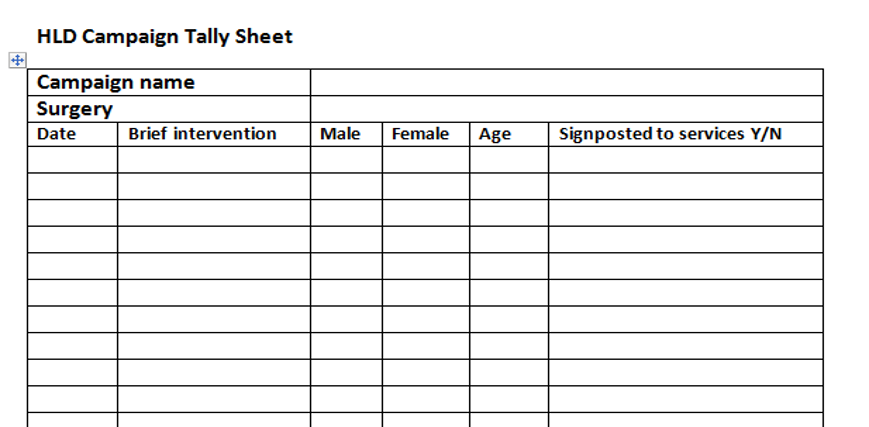 HLD Campaign Tally Sheet
Campaign name
Surgery
Date Brief intervention Male Female Age Signposted to services Y/N